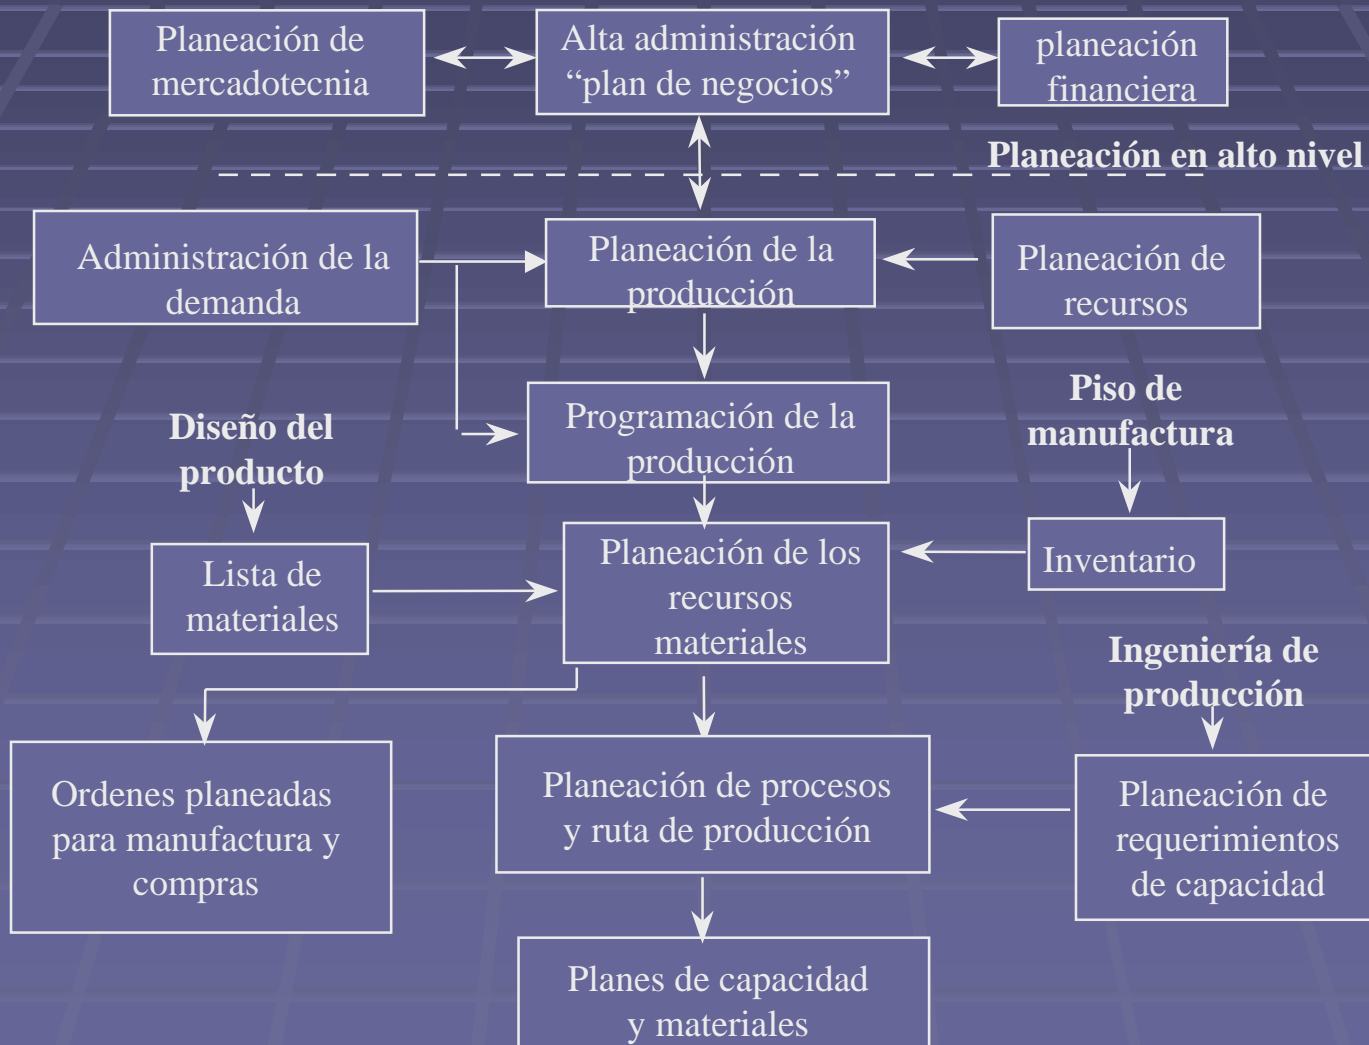 Planeación de
mercadotecnia
Alta administración
“plan de negocios”
planeación
financiera
Planeación en alto nivel
Administración de la
demanda
Planeación de la
producción
Planeación de
recursos
Programación de la
producción
Piso de
manufactura
Diseño del
producto
Lista de
materiales
Planeación de los
recursos
materiales
Inventario
Ingeniería de
producción
Ordenes planeadas
para manufactura y
compras
Planeación de procesos
y ruta de producción
Planeación de
requerimientos
de capacidad
Planes de capacidad
y materiales